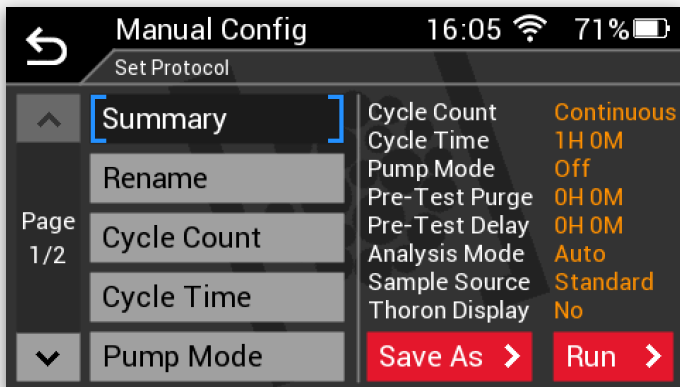 Manual Config 16:05 71%
Set Protocol
Summary
Rename
Page
1/2
Cycle Count
Cycle Time
Pump Mode
Cycle Count Continuous
Cycle Time 1H 0M
Pump Mode Off
Pre-Test Purge 0H 0M
Pre-Test Delay 0H 0M
Analysis Mode Auto
Sample Source Standard
Thoron Display No
Save As Run